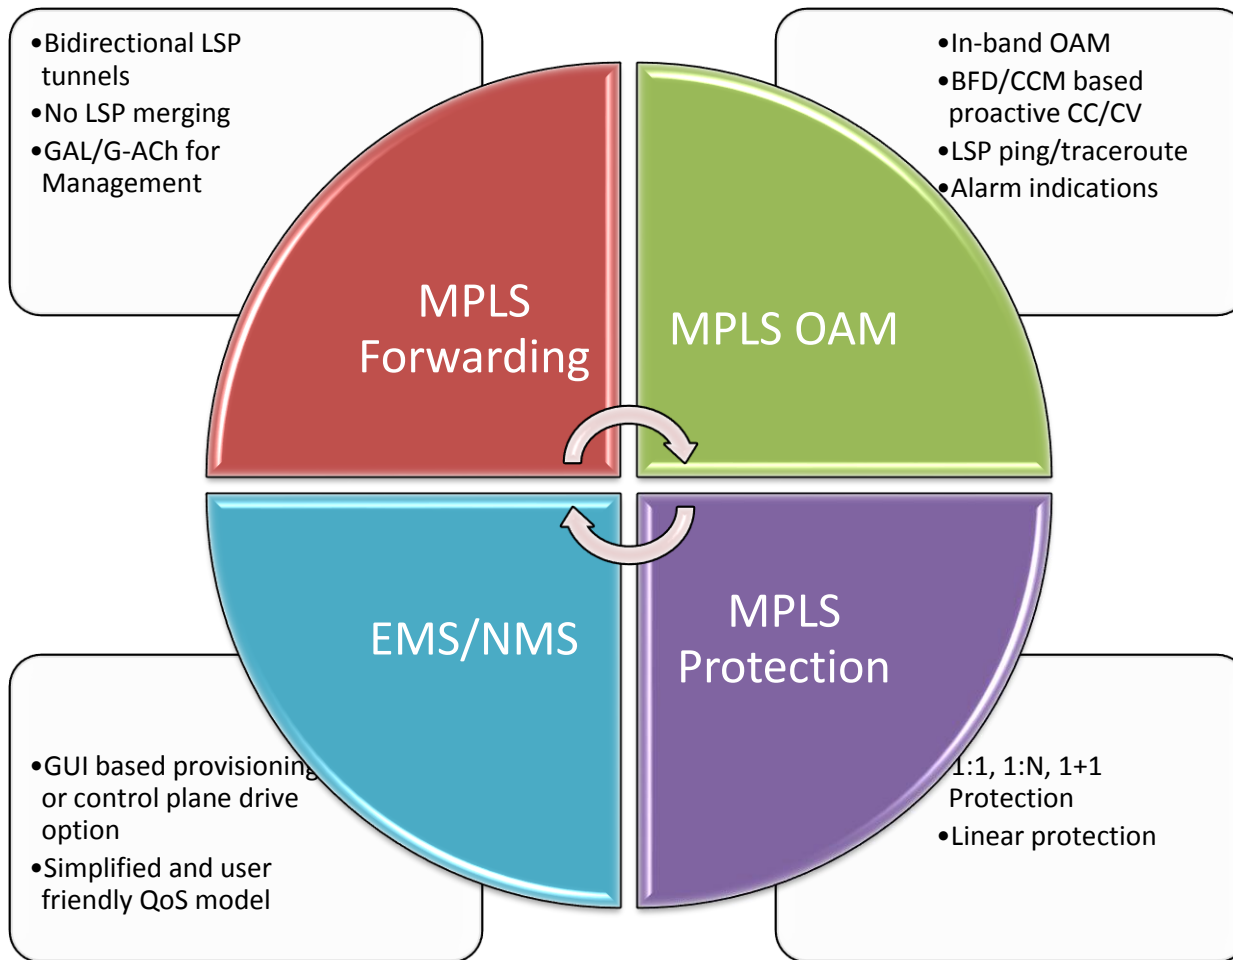 •Bidirectional LSP
tunnels
•No LSP merging
•GAL/G-ACh for
Management
•In-band OAM
•BFD/CCM based
proactive CC/CV
•LSP ping/traceroute
•Alarm indications
MPLS
Forwarding
MPLS OAM
EMS/NMS
MPLS
Protection
•GUI based provisioning
or control plane drive
option
•Simplified and user
friendly QoS model
1:1, 1:N, 1+1
Protection
•Linear protection